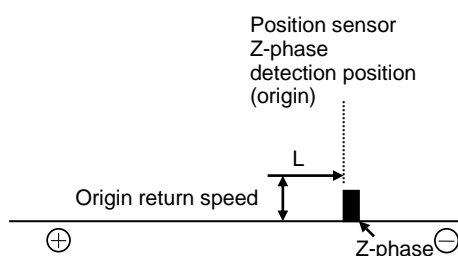 Position sensor
Z-phase
detection position
(origin)
L
Origin return speed
+
Z-phase
−